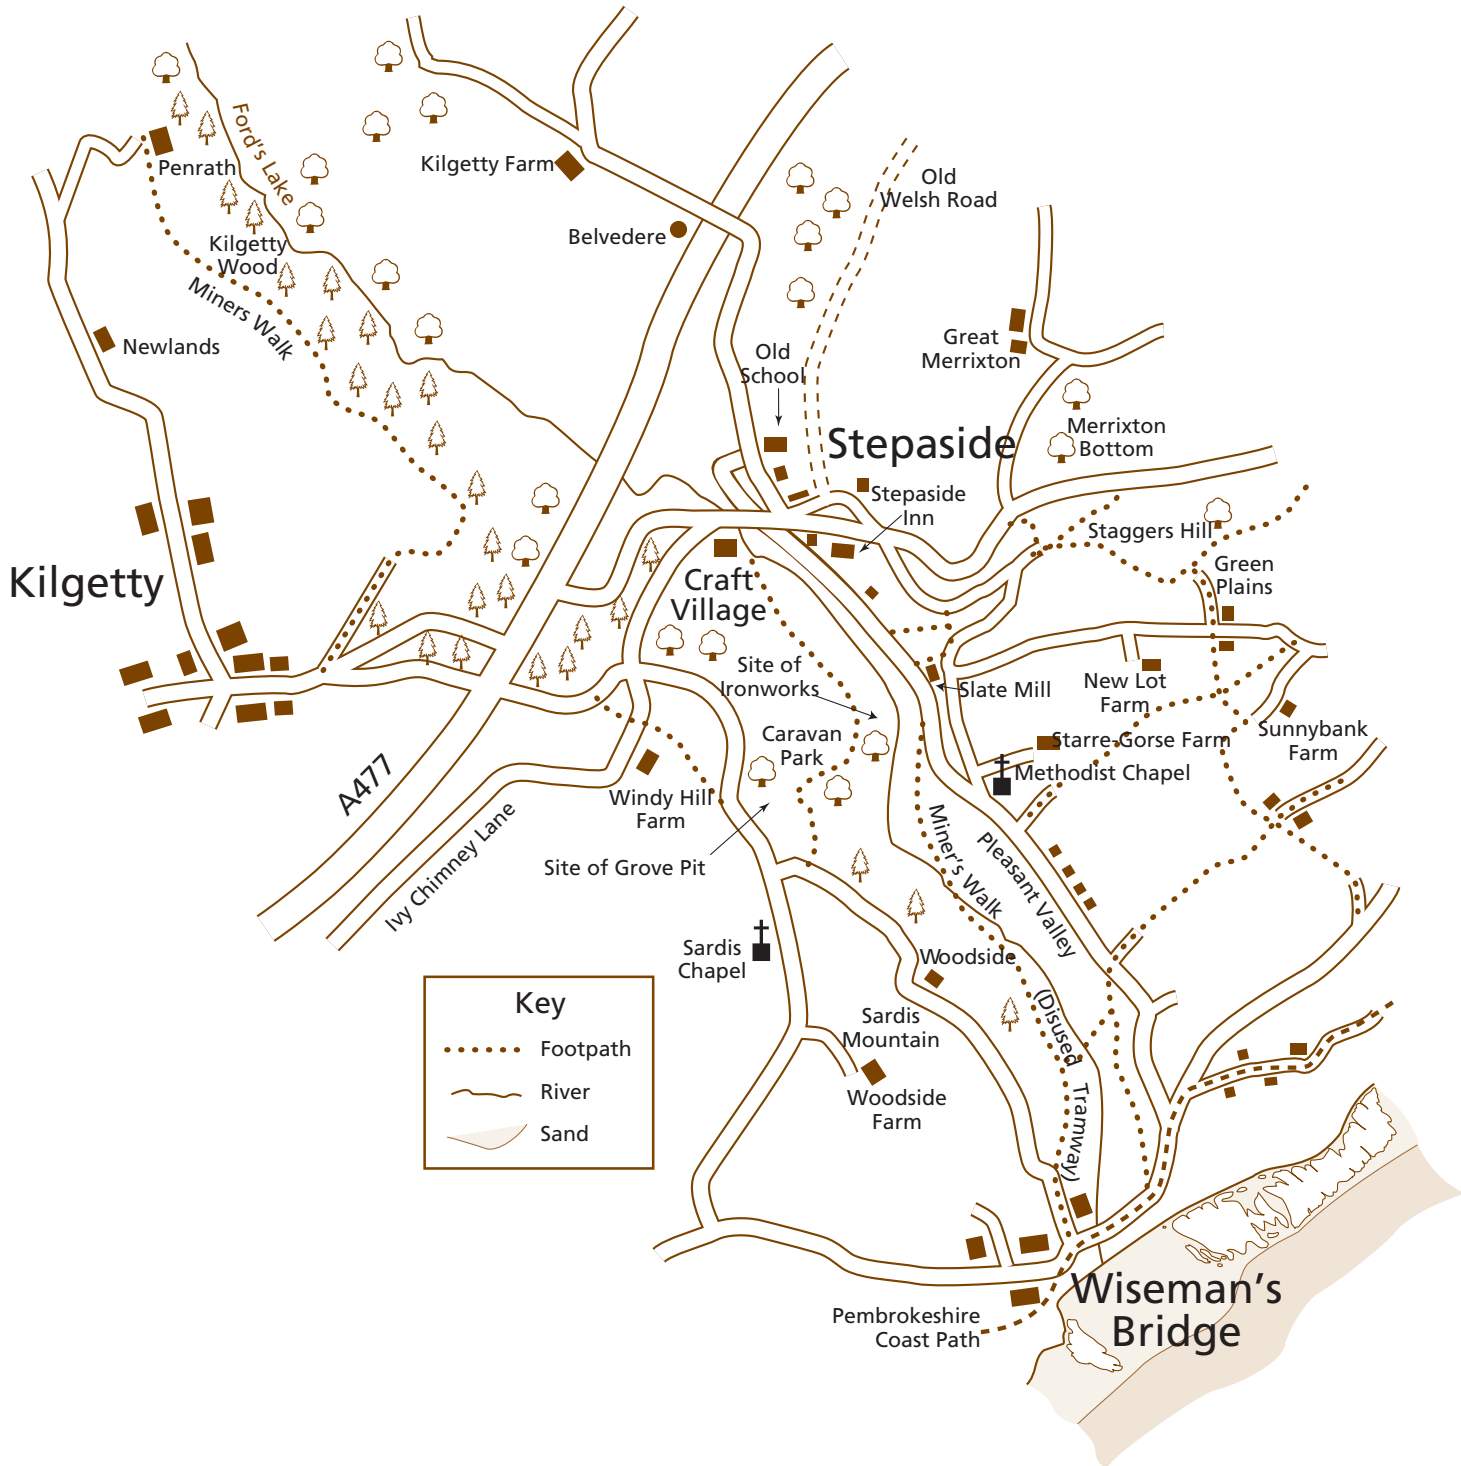 Ford's Lake
Penrath
Kilgetty Farm
Old
Welsh Road
Belvedere
Kilgetty
Wood
Miners Walk
Newlands
Great
Merrixton
Old
School
Merrixton
Bottom
Stepaside
Stepaside
Inn
Staggers Hill
Green
Plains
Kilgetty
Craft
Village
Site of
Ironworks
Slate Mill
New Lot
Farm
Caravan
Park
Starre-Gorse Farm
Sunnybank
Farm
Methodist Chapel
A477
Windy Hill
Farm
Ivy Chimney Lane
Site of Grove Pit
Miner's Walk
Pleasant Valley
Sardis
Chapel
Woodside
(Disused Tramway)
Sardis
Mountain
Woodside
Farm
Key
Footpath
River
Sand
Wiseman's
Bridge
Pembrokeshire
Coast Path